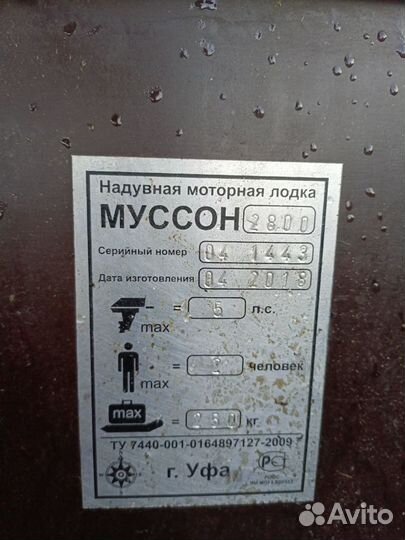 Надувная моторная лодка
МУССОН 2800
Серийный номер 04 1443
Дата изготовления 04 2018
max = 5 л.с.
max = 2 человек
max = 250 кг
ТУ 7440-001-0164897127-2009
г. Уфа
Avito